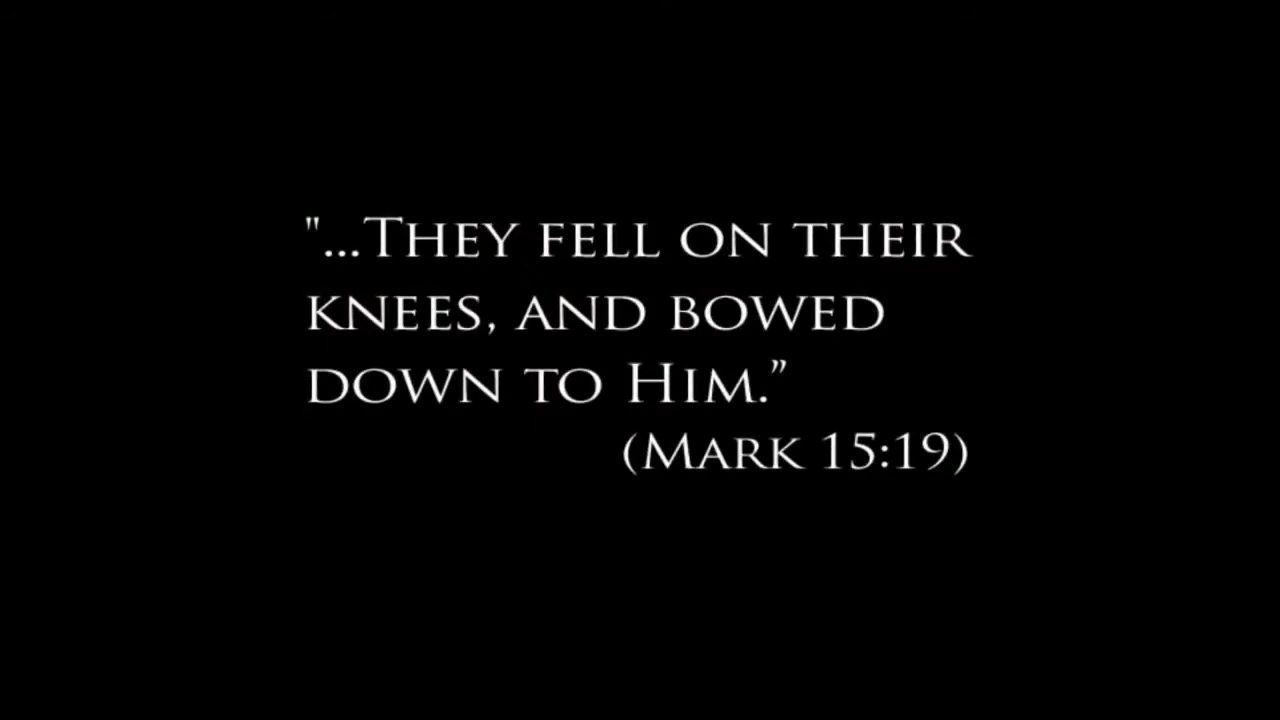 "...They fell on their
knees, and bowed
down to Him.”
(Mark 15:19)